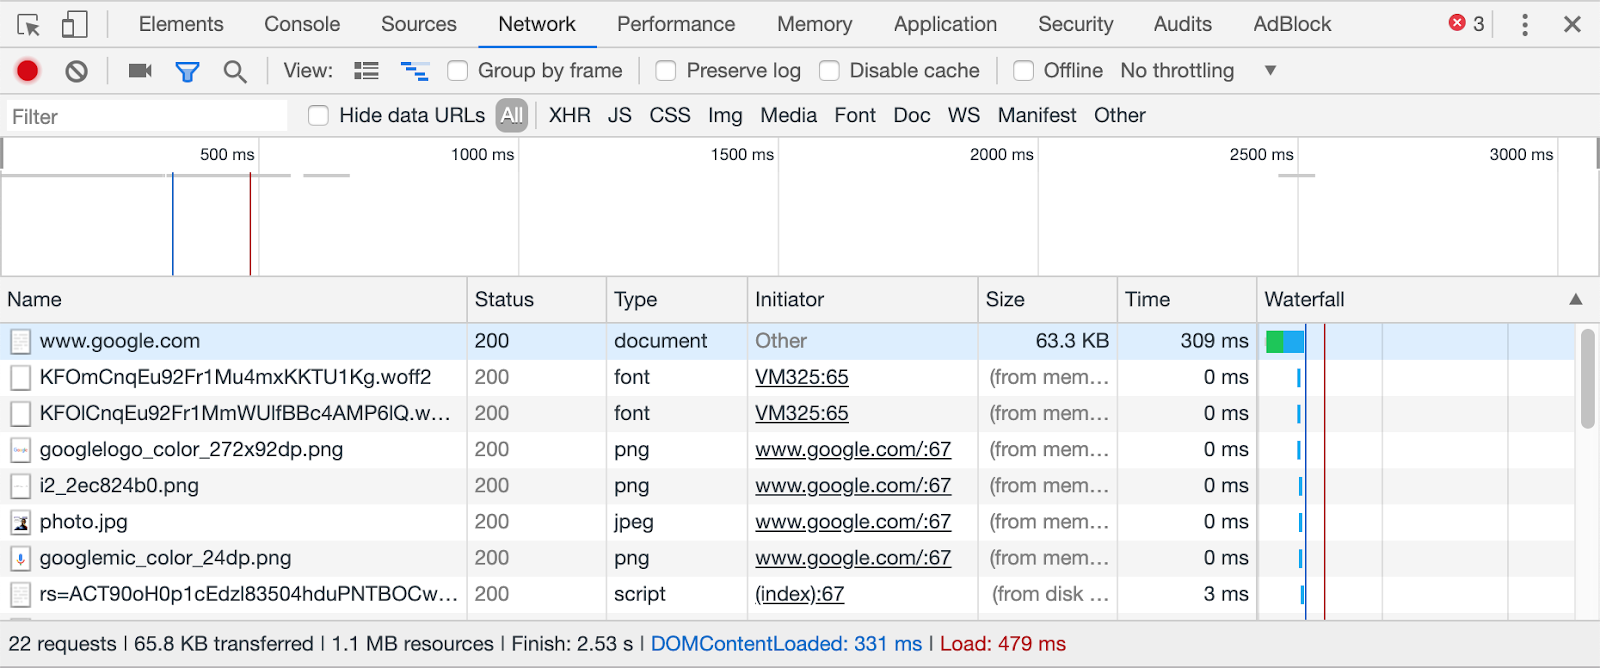 Elements Console Sources Network Performance Memory Application Security Audits AdBlock 3
View: Group by frame Preserve log Disable cache Offline No throttling
Filter Hide data URLs All XHR JS CSS Img Media Font Doc WS Manifest Other
500 ms 1000 ms 1500 ms 2000 ms 2500 ms 3000 ms
Name Status Type Initiator Size Time Waterfall
www.google.com 200 document Other 63.3 KB 309 ms
KFOmCnqEu92Fr1Mu4mxKKTU1Kg.woff2 200 font VM325:65 (from mem... 0 ms
KFOlCnqEu92Fr1MmWUlfBBc4AMP6lQ.w... 200 font VM325:65 (from mem... 0 ms
googlelogo_color_272x92dp.png 200 png www.google.com/:67 (from mem... 0 ms
i2_2ec824b0.png 200 png www.google.com/:67 (from mem... 0 ms
photo.jpg 200 jpeg www.google.com/:67 (from mem... 0 ms
googlemic_color_24dp.png 200 png www.google.com/:67 (from mem... 0 ms
rs=ACT90oH0p1cEdzI83504hduPNTBOCw... 200 script (index):67 (from disk ... 3 ms
22 requests | 65.8 KB transferred | 1.1 MB resources | Finish: 2.53 s | DOMContentLoaded: 331 ms | Load: 479 ms